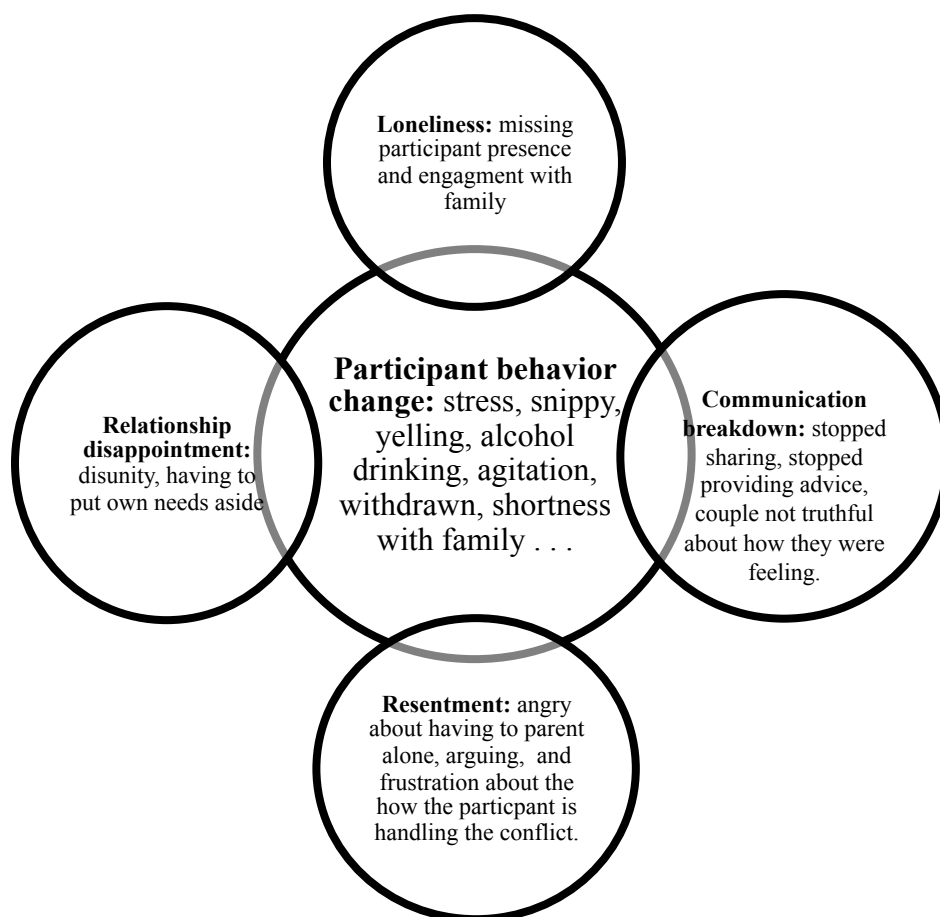 Loneliness: missing
participant presence
and engagment with
family
Participant behavior
change: stress, snippy,
yelling, alcohol
drinking, agitation,
withdrawn, shortness
with family . . .
Relationship
disappointment:
disunity, having to
put own needs aside
Communication
breakdown: stopped
sharing, stopped
providing advice,
couple not truthful
about how they were
feeling.
Resentment: angry
about having to parent
alone, arguing, and
frustration about the
how the particpant is
handling the conflict.